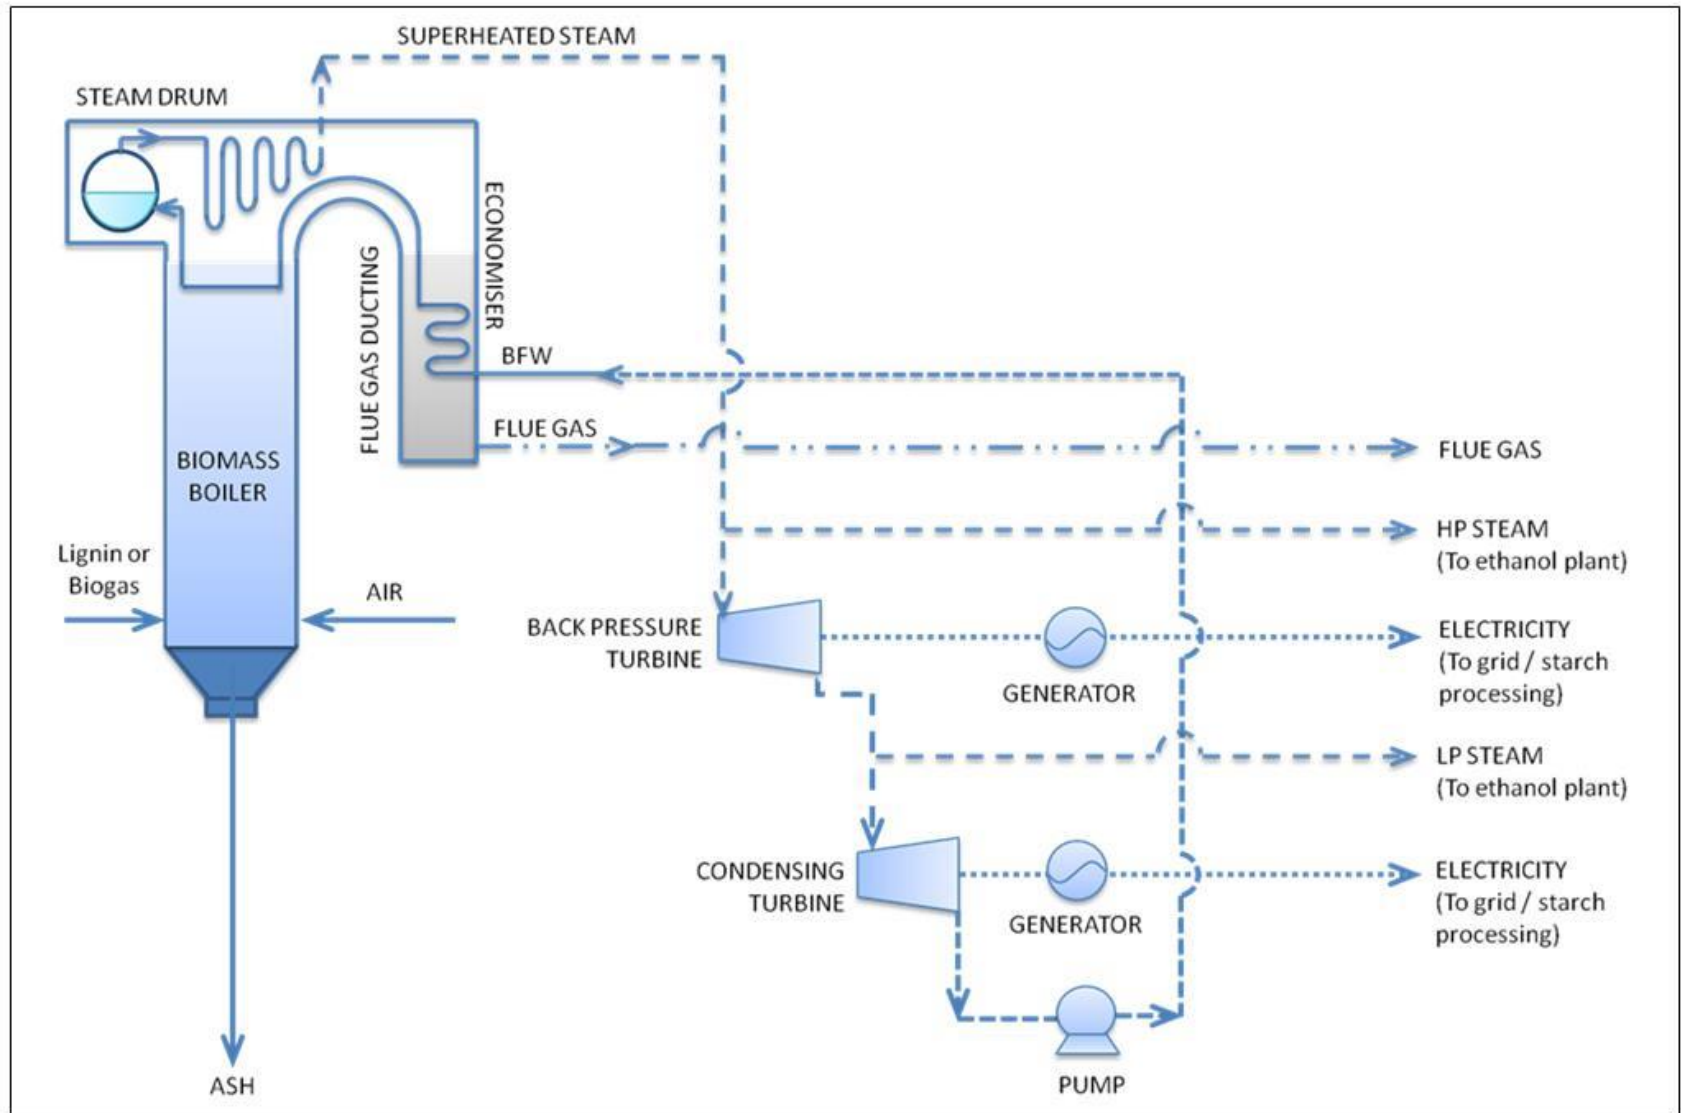 SUPERHEATED STEAM
STEAM DRUM
ECONOMISER
FLUE GAS DUCTING
BFW
FLUE GAS
FLUE GAS
BIOMASS
BOILER
HP STEAM
(To ethanol plant)
Lignin or
Biogas
AIR
BACK PRESSURE
TURBINE
GENERATOR
ELECTRICITY
(To grid / starch
processing)
LP STEAM
(To ethanol plant)
CONDENSING
TURBINE
GENERATOR
ELECTRICITY
(To grid / starch
processing)
ASH
PUMP